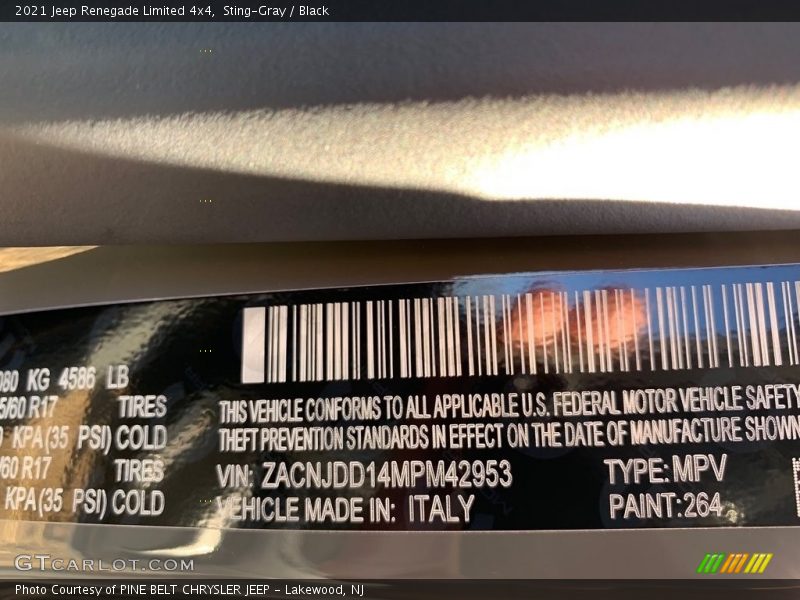 2021 Jeep Renegade Limited 4x4, Sting-Gray / Black
KG 4586 LB
R17 TIRES
KPA(35 PSI) COLD
/60 R17 TIRES
KPA(35 PSI) COLD
THIS VEHICLE CONFORMS TO ALL APPLICABLE U.S. FEDERAL MOTOR VEHICLE SAFETY
THEFT PREVENTION STANDARDS IN EFFECT ON THE DATE OF MANUFACTURE SHOWN
VIN: ZACNJDD14MPM42953 TYPE: MPV
VEHICLE MADE IN: ITALY PAINT:264
GTCARLOT.COM
Photo Courtesy of PINE BELT CHRYSLER JEEP - Lakewood, NJ